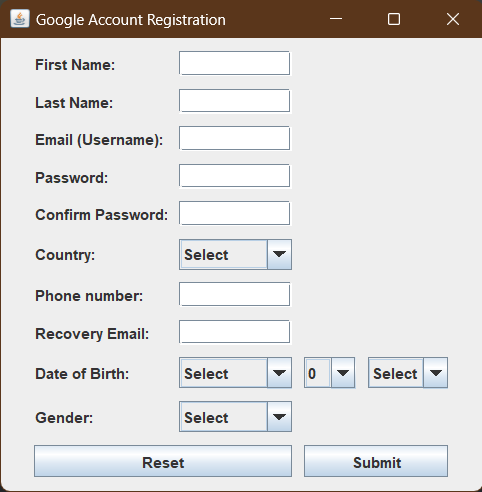 Google Account Registration
First Name:
Last Name:
Email (Username):
Password:
Confirm Password:
Country: Select
Phone number:
Recovery Email:
Date of Birth: Select 0 Select
Gender: Select
Reset Submit